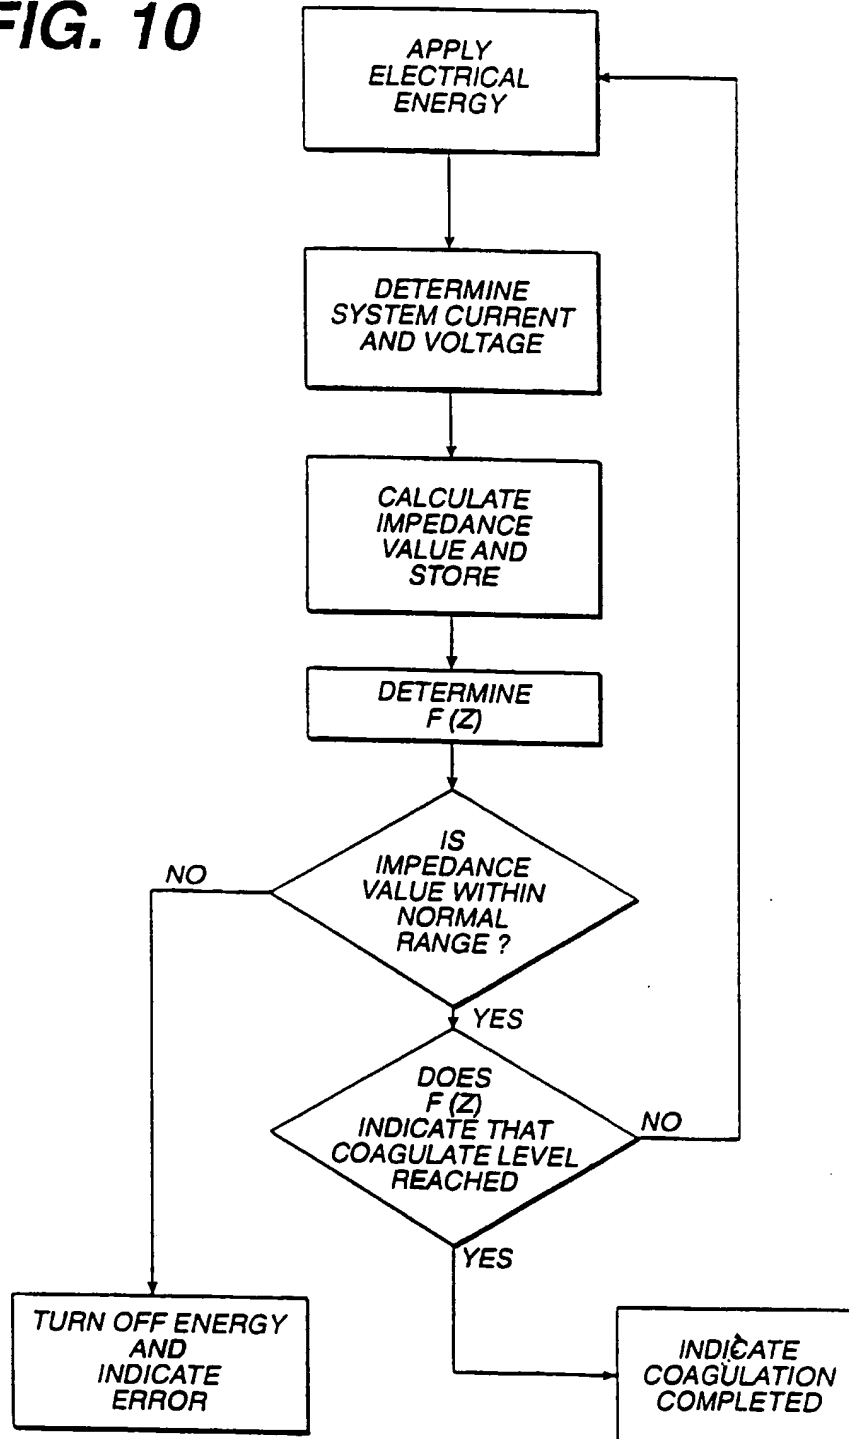 FIG. 10
APPLY
ELECTRICAL
ENERGY
DETERMINE
SYSTEM CURRENT
AND VOLTAGE
CALCULATE
IMPEDANCE
VALUE AND
STORE
DETERMINE
F (Z)
IS
IMPEDANCE
VALUE WITHIN
NORMAL
RANGE ?
NO
YES
DOES
F (Z)
INDICATE THAT
COAGULATE LEVEL
REACHED
NO
YES
TURN OFF ENERGY
AND
INDICATE
ERROR
INDICATE
COAGULATION
COMPLETED